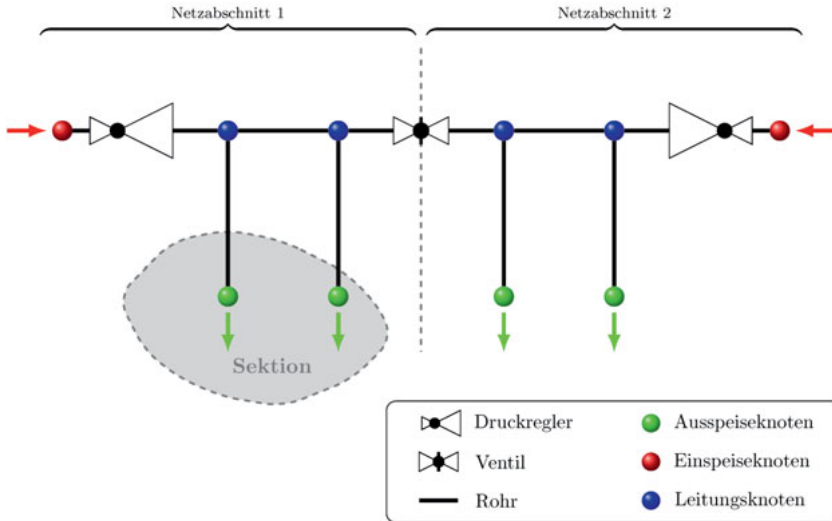 Netzabschnitt 1
Netzabschnitt 2
Sektion
Druckregler
Ausspeiseknoten
Ventil
Einspeiseknoten
Rohr
Leitungsknoten